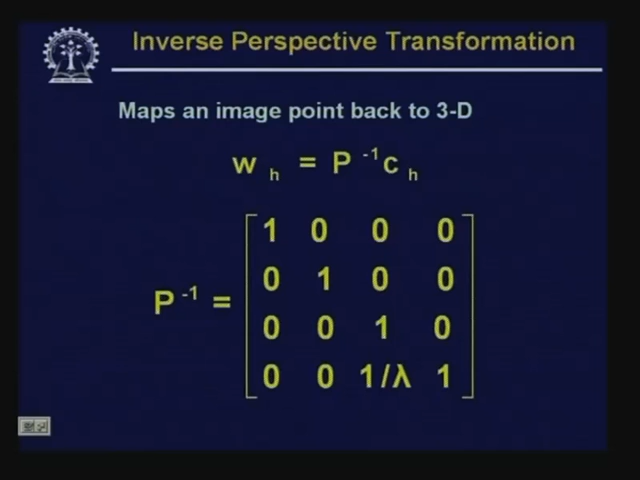 Inverse Perspective Transformation
Maps an image point back to 3-D
w h = P -1 c h
P -1 =
1 0 0 0
0 1 0 0
0 0 1 0
0 0 1/λ 1